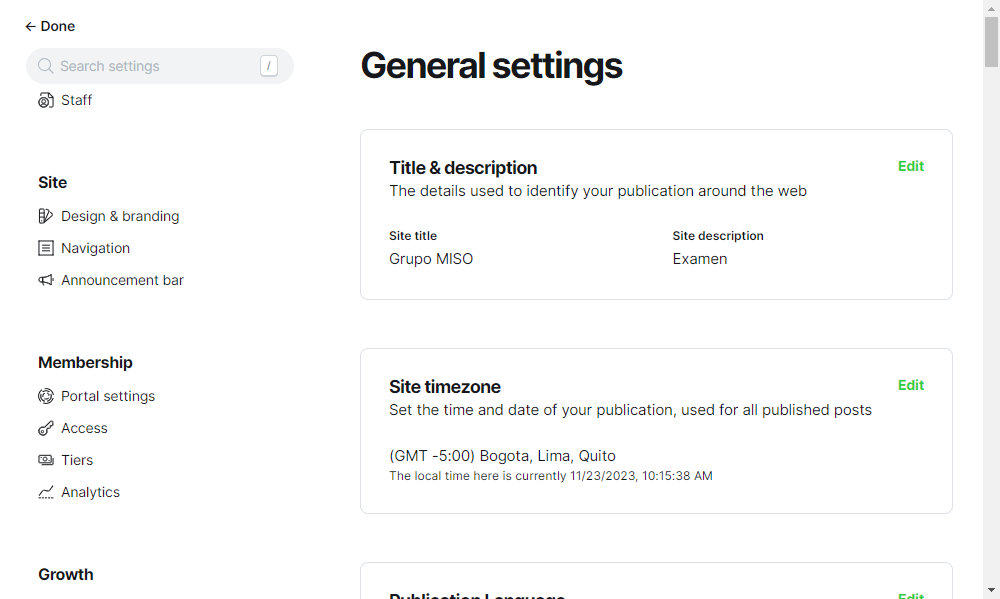 ← Done
Search settings /
Staff
Site
Design & branding
Navigation
Announcement bar
Membership
Portal settings
Access
Tiers
Analytics
Growth
General settings
Title & description
Edit
The details used to identify your publication around the web
Site title
Grupo MISO
Site description
Examen
Site timezone
Edit
Set the time and date of your publication, used for all published posts
(GMT -5:00) Bogota, Lima, Quito
The local time here is currently 11/23/2023, 10:15:38 AM
Publication Language
Edit